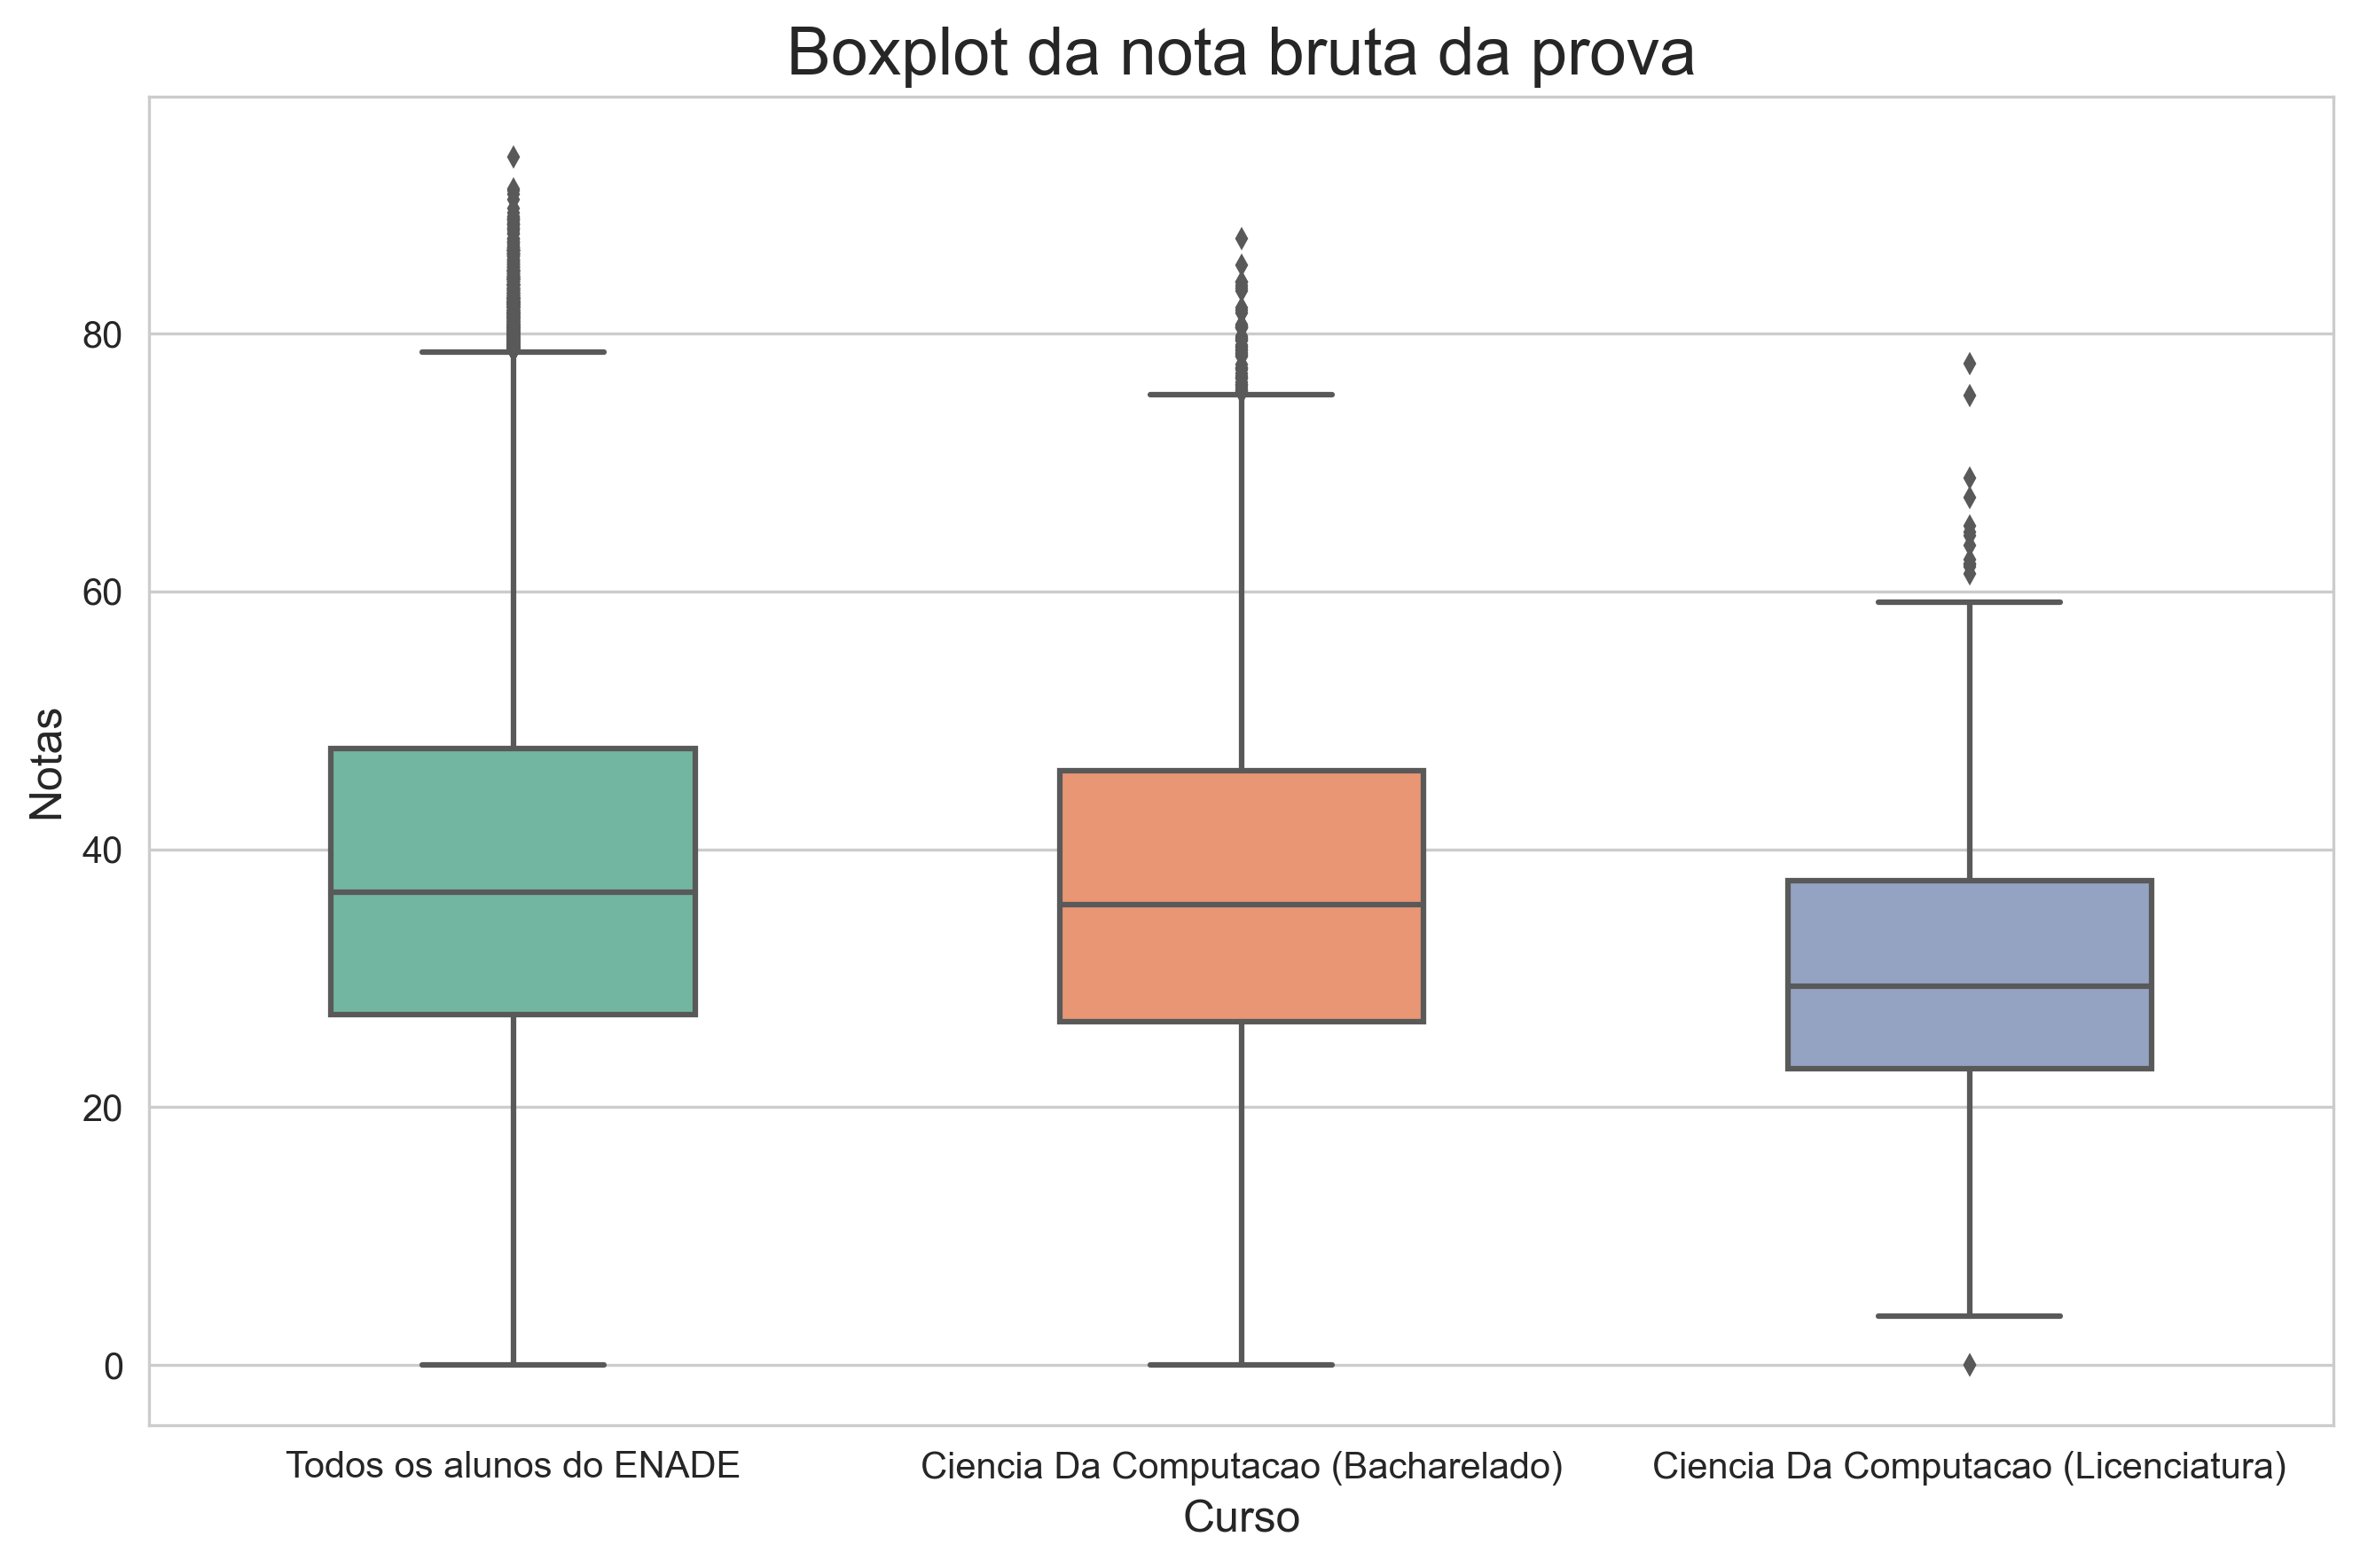 Boxplot da nota bruta da prova
Notas
80
60
40
20
0
Todos os alunos do ENADE
Ciencia Da Computacao (Bacharelado)
Ciencia Da Computacao (Licenciatura)
Curso